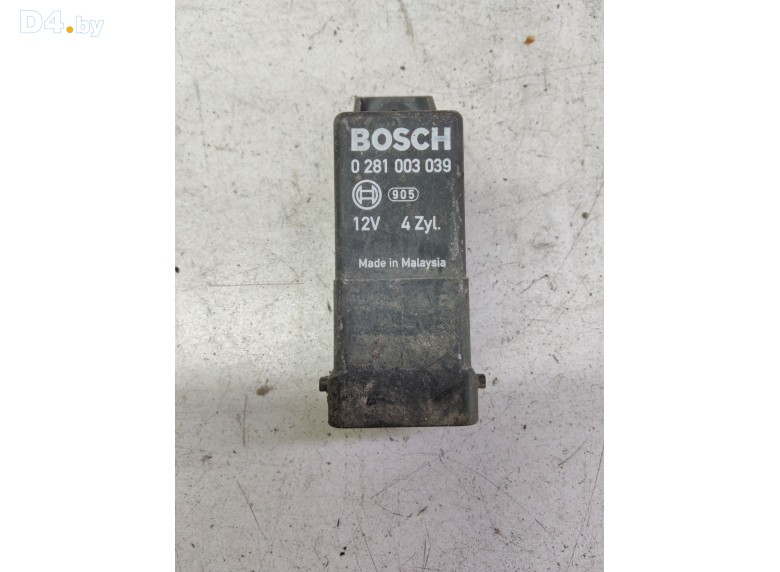 D4.by
BOSCH
0 281 003 039
905
12V 4 Zyl.
Made in Malaysia